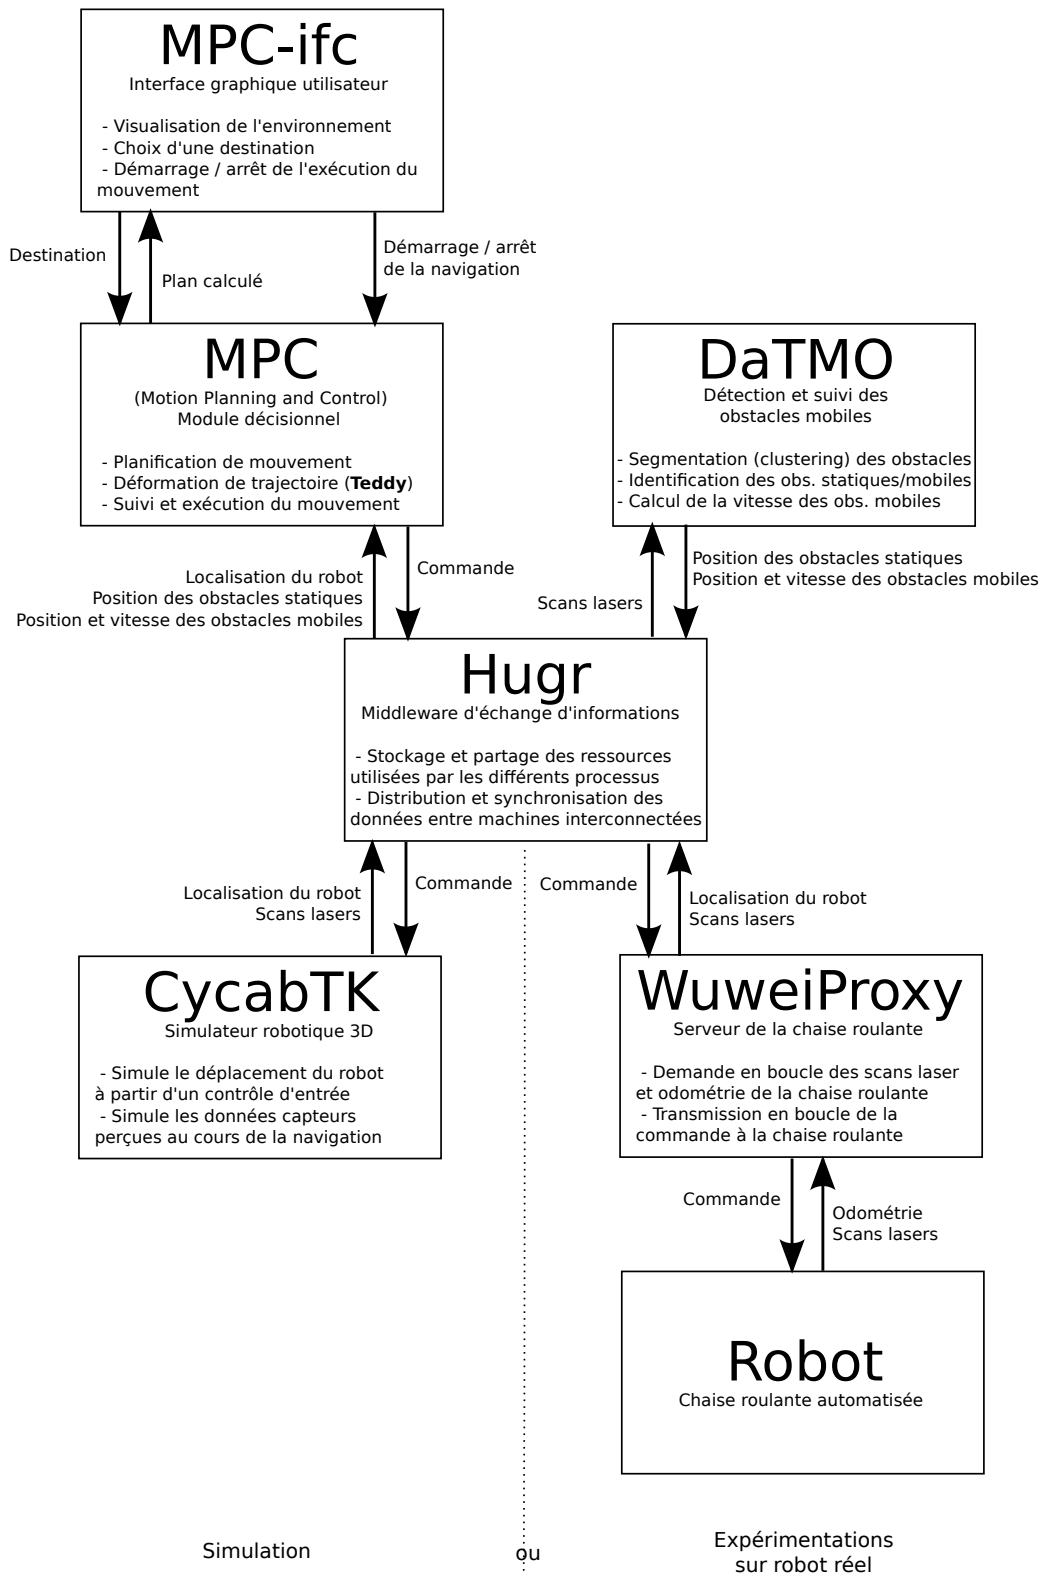 MPC-ifc
Interface graphique utilisateur
- Visualisation de l'environnement
- Choix d'une destination
- Démarrage / arrêt de l'exécution du
mouvement
Destination
Plan calculé
Démarrage / arrêt
de la navigation
MPC
(Motion Planning and Control)
Module décisionnel
- Planification de mouvement
- Déformation de trajectoire (Teddy)
- Suivi et exécution du mouvement
DaTMO
Détection et suivi des
obstacles mobiles
- Segmentation (clustering) des obstacles
- Identification des obs. statiques/mobiles
- Calcul de la vitesse des obs. mobiles
Localisation du robot
Position des obstacles statiques
Position et vitesse des obstacles mobiles
Commande
Scans lasers
Position des obstacles statiques
Position et vitesse des obstacles mobiles
Hugr
Middleware d'échange d'informations
- Stockage et partage des ressources
utilisées par les différents processus
- Distribution et synchronisation des
données entre machines interconnectées
Localisation du robot
Scans lasers
Commande
Commande
Localisation du robot
Scans lasers
CycabTK
Simulateur robotique 3D
- Simule le déplacement du robot
à partir d'un contrôle d'entrée
- Simule les données capteurs
perçues au cours de la navigation
WuweiProxy
Serveur de la chaise roulante
- Demande en boucle des scans laser
et odométrie de la chaise roulante
- Transmission en boucle de la
commande à la chaise roulante
Commande
Odométrie
Scans lasers
Robot
Chaise roulante automatisée
Simulation
ou
Expérimentations
sur robot réel